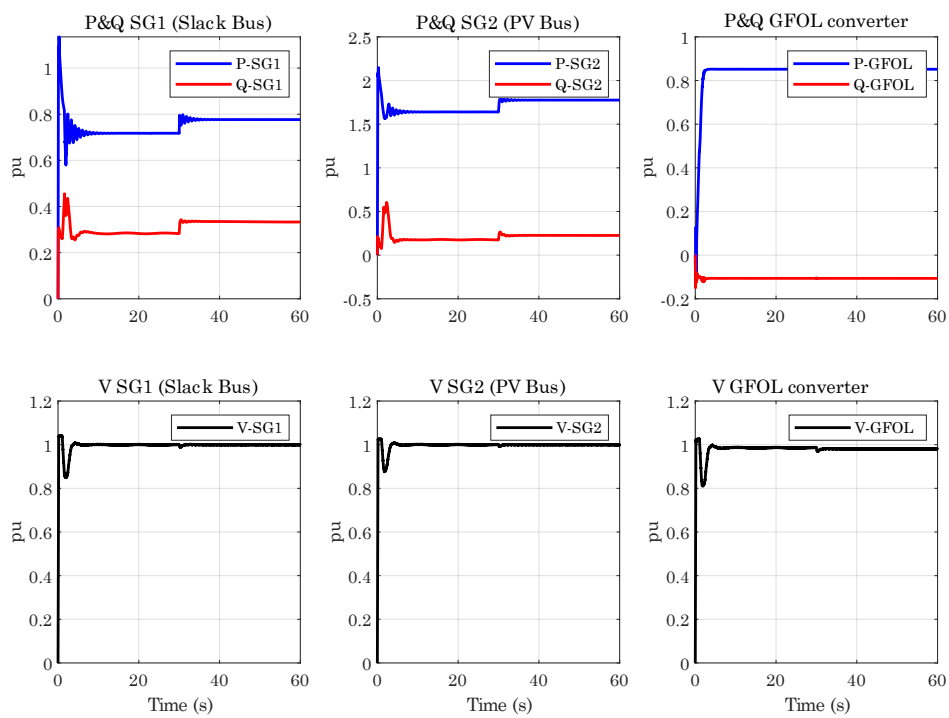 P&Q SG1 (Slack Bus)
P&Q SG2 (PV Bus)
P&Q GFOL converter
P-SG1
Q-SG1
P-SG2
Q-SG2
P-GFOL
Q-GFOL
pu
1
0.8
0.6
0.4
0.2
0
0
20
40
60
pu
2.5
2
1.5
1
0.5
0
-0.5
0
20
40
60
pu
1
0.8
0.6
0.4
0.2
0
-0.2
0
20
40
60
V SG1 (Slack Bus)
V SG2 (PV Bus)
V GFOL converter
V-SG1
V-SG2
V-GFOL
pu
1.2
1
0.8
0.6
0.4
0.2
0
0
20
40
60
Time (s)
pu
1.2
1
0.8
0.6
0.4
0.2
0
0
20
40
60
Time (s)
pu
1.2
1
0.8
0.6
0.4
0.2
0
0
20
40
60
Time (s)